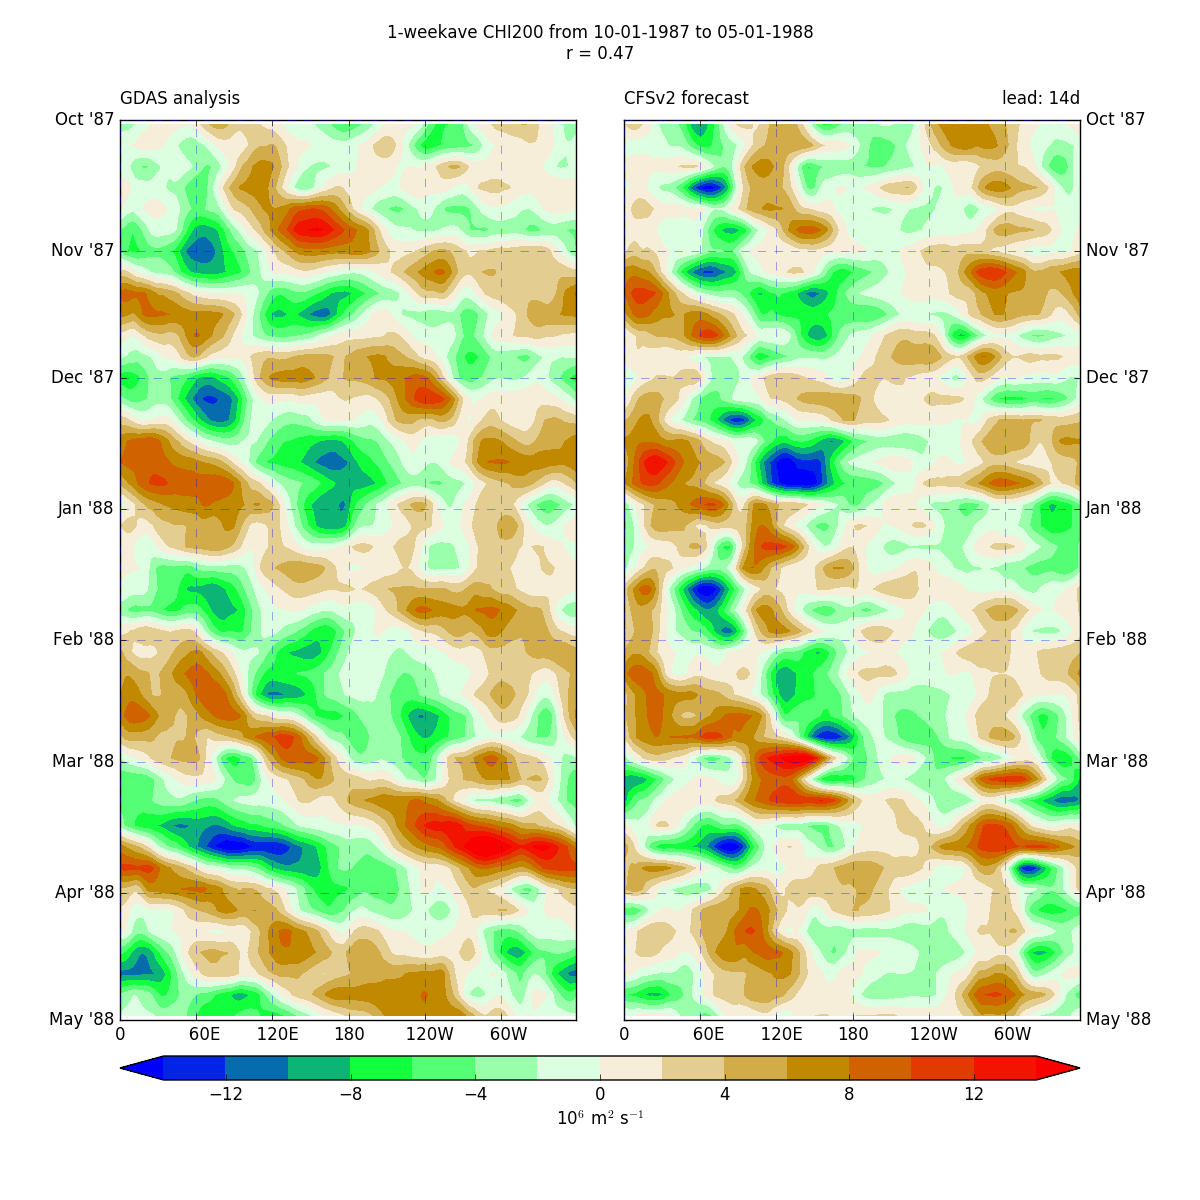 1-weekave CHI200 from 10-01-1987 to 05-01-1988
r = 0.47
GDAS analysis
CFSv2 forecast
lead: 14d
Oct '87
Oct '87
Nov '87
Nov '87
Dec '87
Dec '87
Jan '88
Jan '88
Feb '88
Feb '88
Mar '88
Mar '88
Apr '88
Apr '88
May '88
May '88
0 60E 120E 180 120W 60W
0 60E 120E 180 120W 60W
−12 −8 −4 0 4 8 12
10⁶ m² s⁻¹